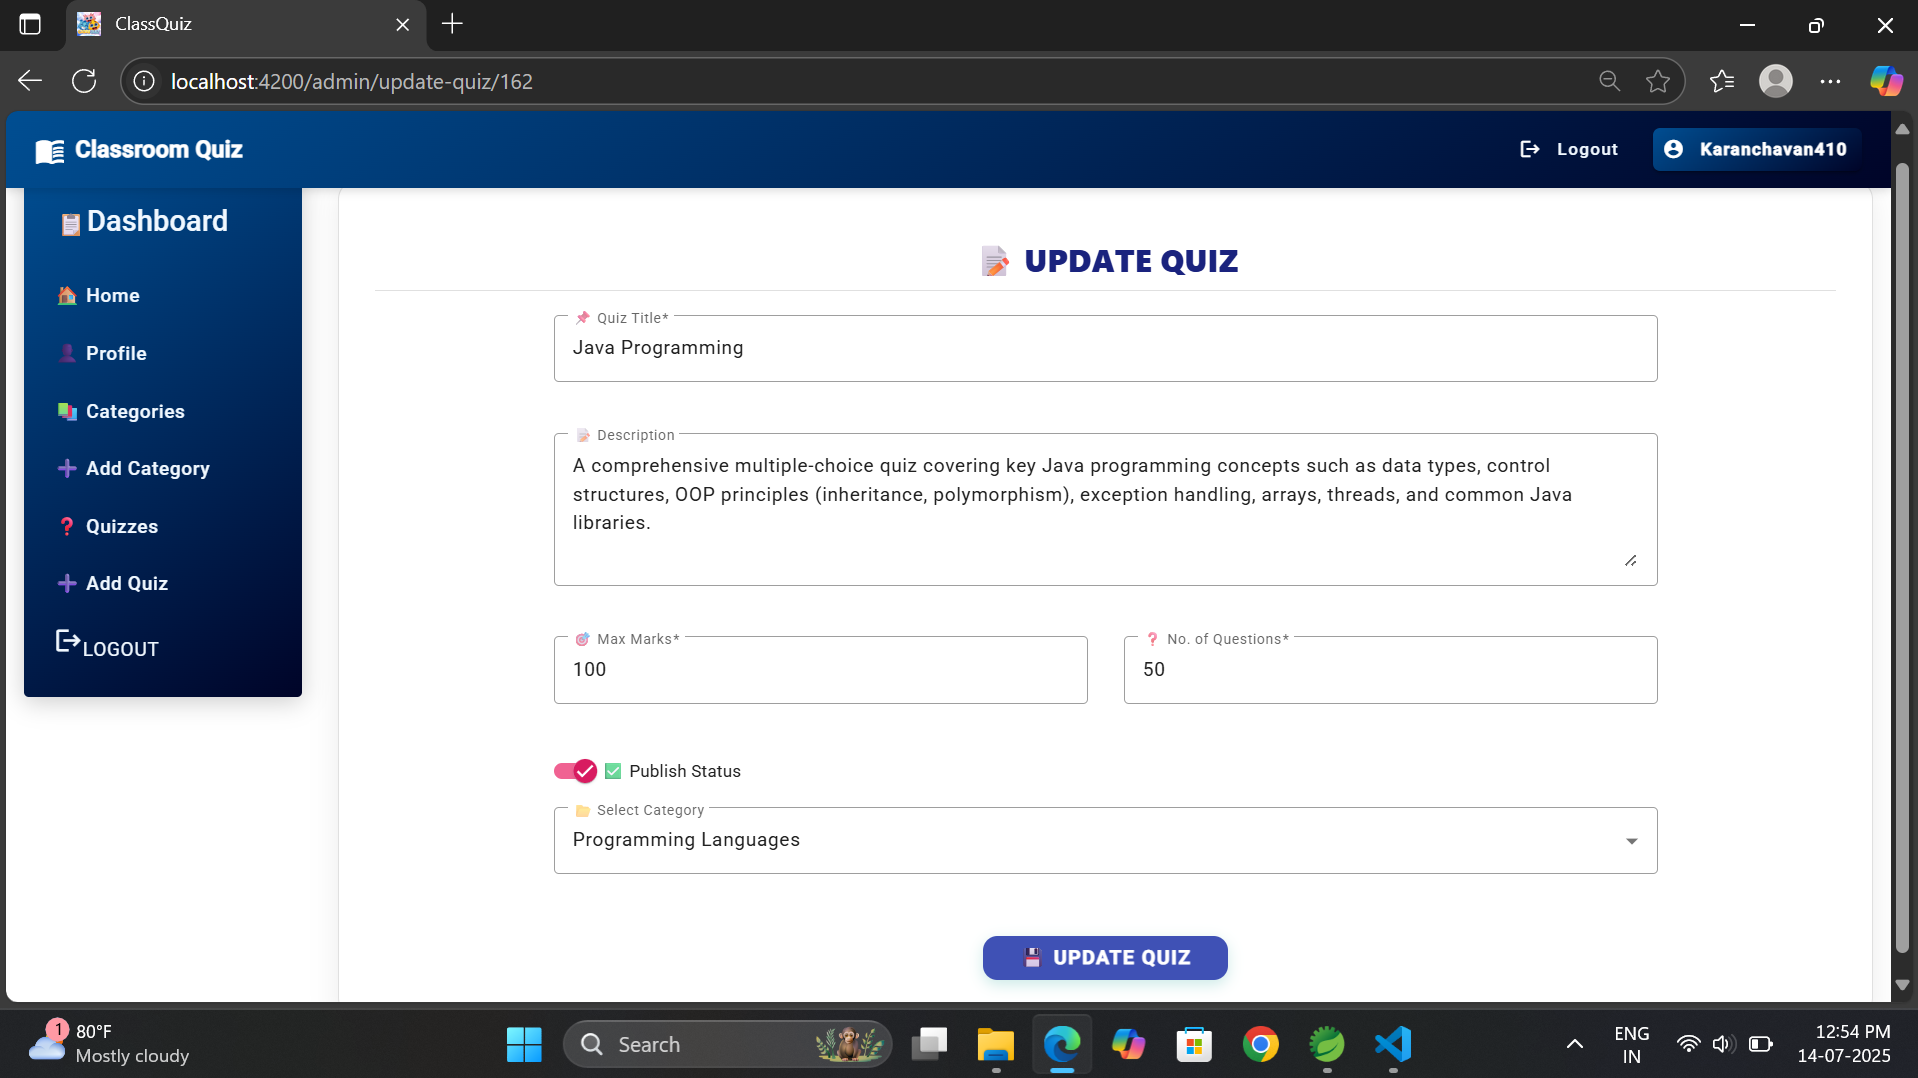 ClassQuiz
localhost:4200/admin/update-quiz/162
Classroom Quiz
Logout
Karanchavan410
Dashboard
Home
Profile
Categories
Add Category
Quizzes
Add Quiz
LOGOUT
UPDATE QUIZ
Quiz Title*
Java Programming
Description
A comprehensive multiple-choice quiz covering key Java programming concepts such as data types, control
structures, OOP principles (inheritance, polymorphism), exception handling, arrays, threads, and common Java
libraries.
Max Marks*
100
No. of Questions*
50
Publish Status
Select Category
Programming Languages
UPDATE QUIZ
1
80°F
Mostly cloudy
Search
ENG
IN
12:54 PM
14-07-2025